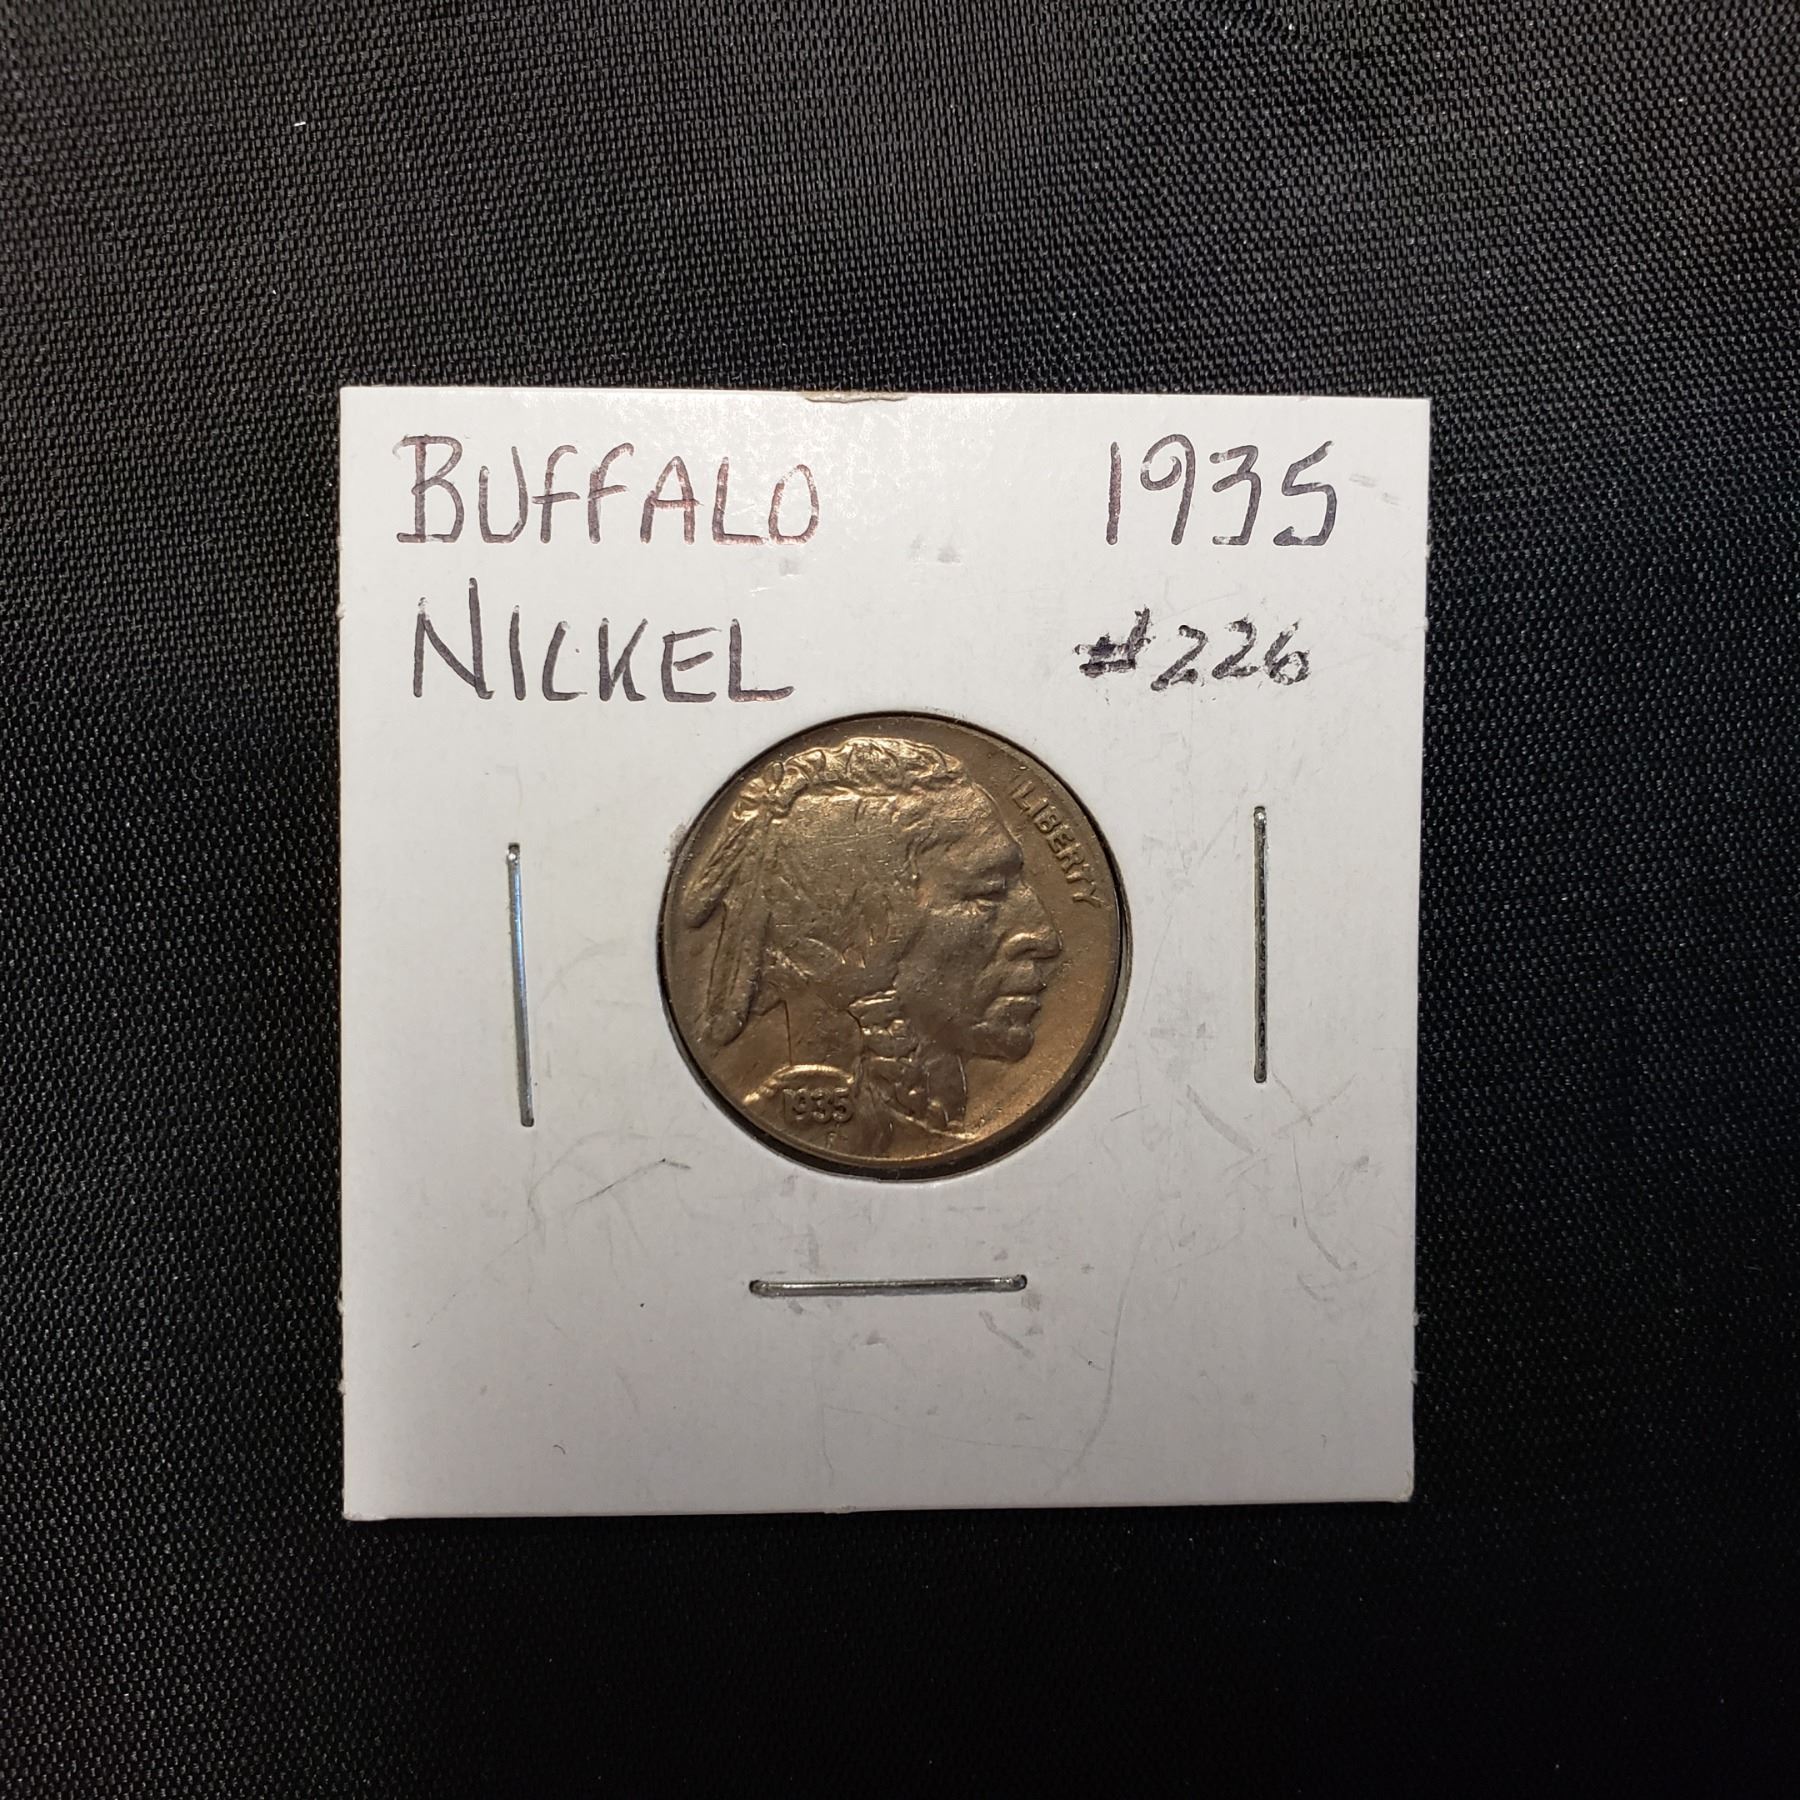 BUFFALO 1935
NICKEL #226
LIBERTY
1935
F